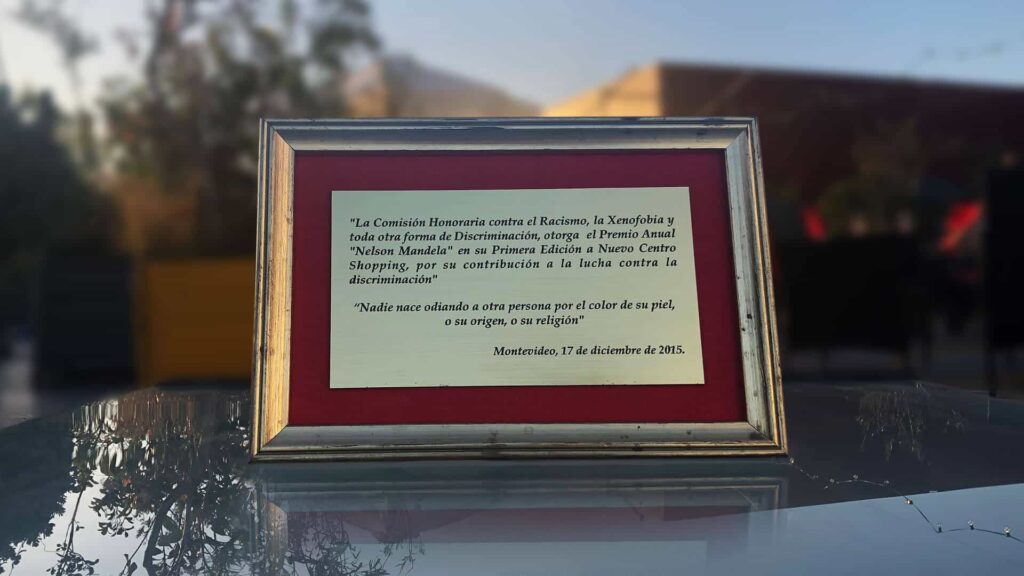 "La Comisión Honoraria contra el Racismo, la Xenofobia y
toda otra forma de Discriminación, otorga el Premio Anual
"Nelson Mandela" en su Primera Edición a Nuevo Centro
Shopping, por su contribución a la lucha contra la
discriminación"
“Nadie nace odiando a otra persona por el color de su piel,
o su origen, o su religión"
Montevideo, 17 de diciembre de 2015.